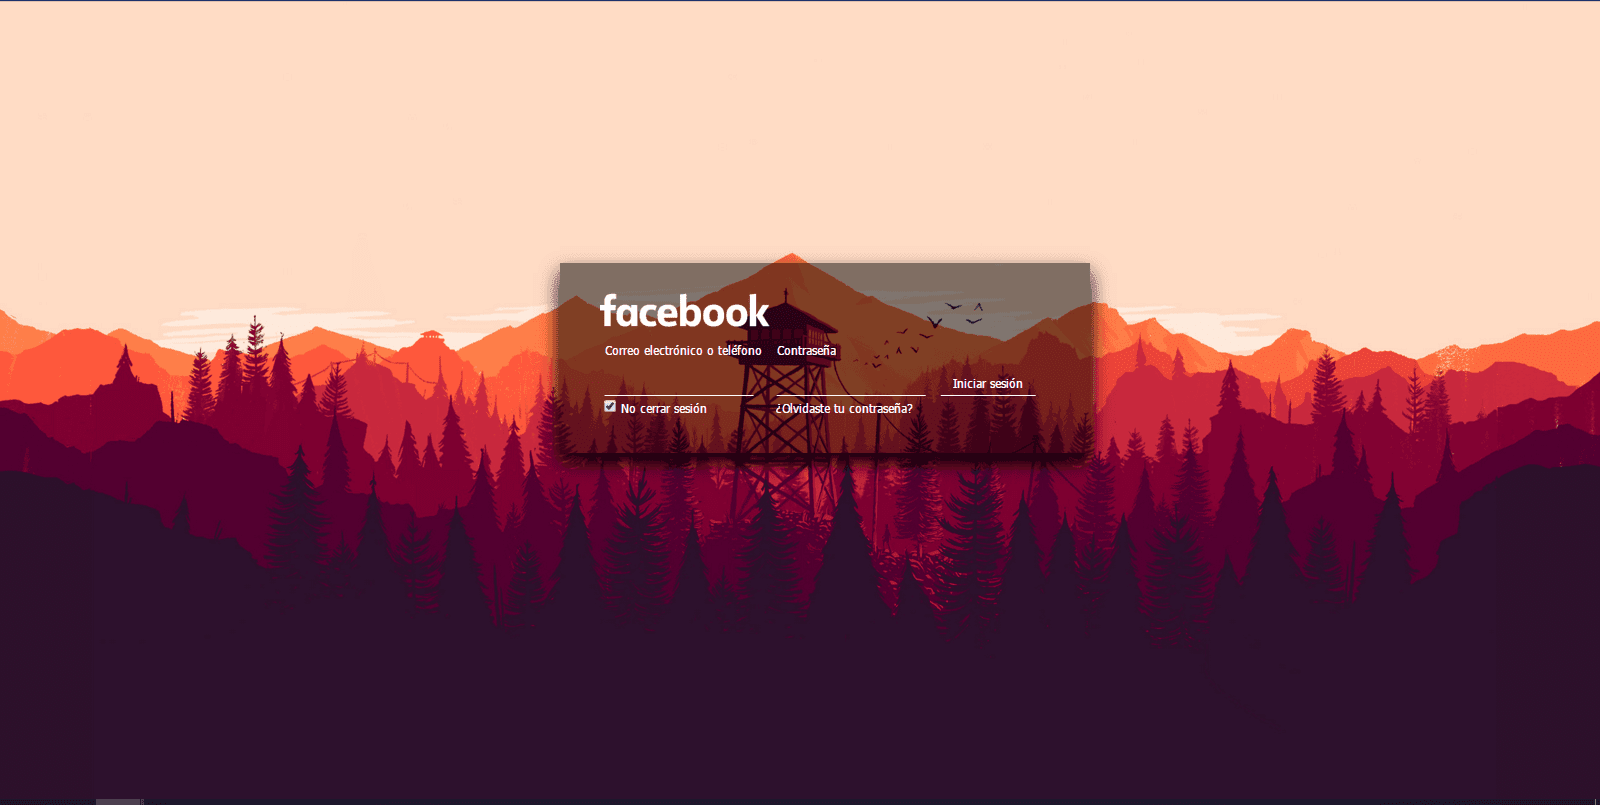 facebook
Correo electrónico o teléfono
Contraseña
Iniciar sesión
No cerrar sesión
¿Olvidaste tu contraseña?